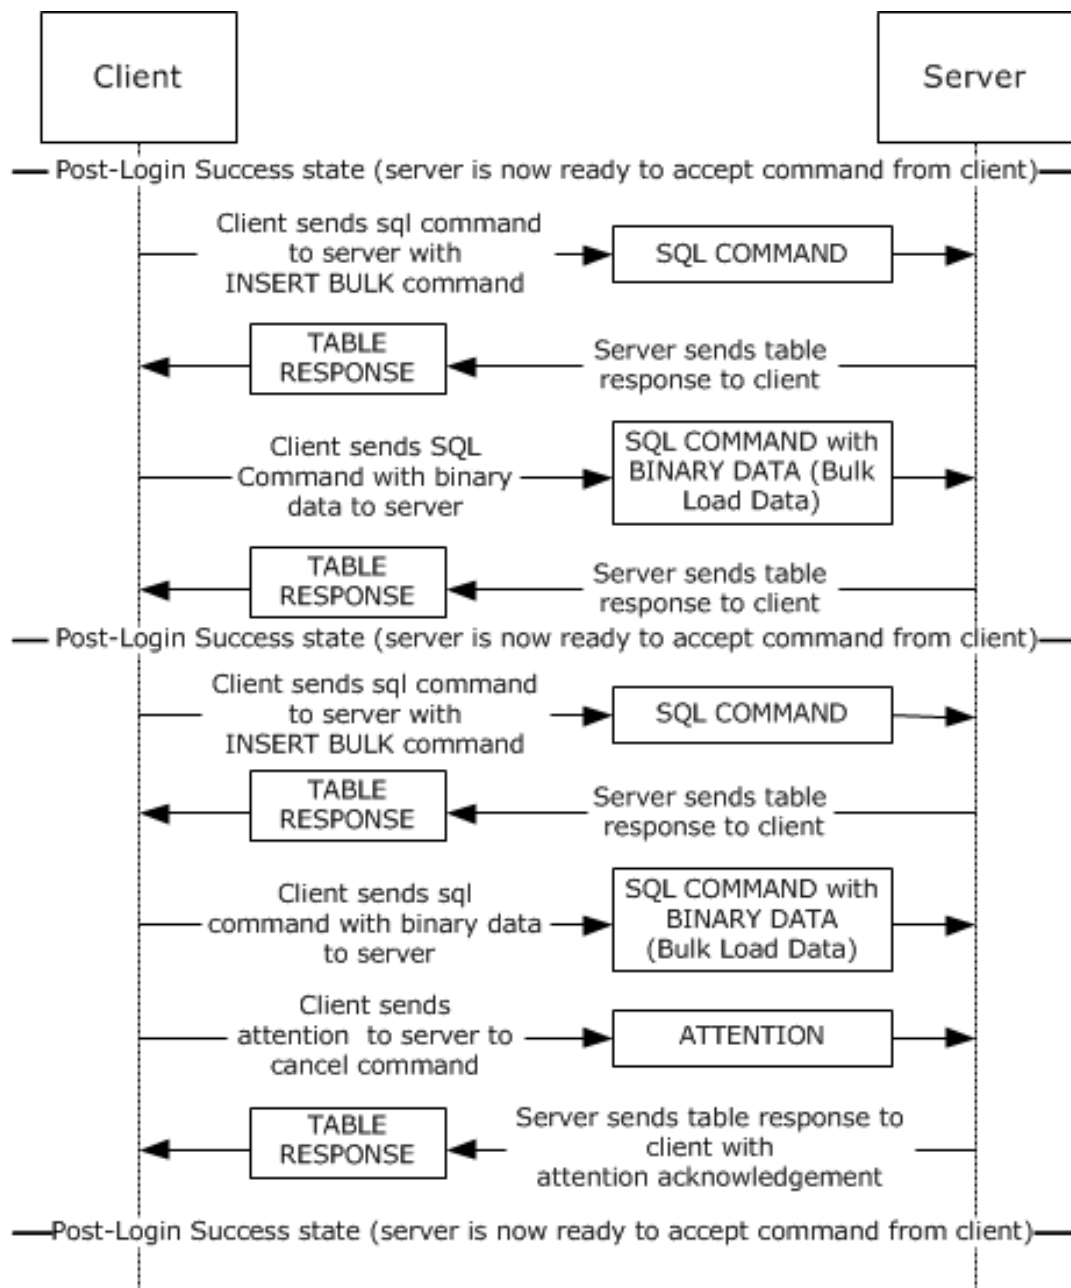 Client
Server
Post-Login Success state (server is now ready to accept command from client)
Client sends sql command
to server with
INSERT BULK command
SQL COMMAND
TABLE
RESPONSE
Server sends table
response to client
Client sends SQL
Command with binary
data to server
SQL COMMAND with
BINARY DATA (Bulk
Load Data)
TABLE
RESPONSE
Server sends table
response to client
Post-Login Success state (server is now ready to accept command from client)
Client sends sql command
to server with
INSERT BULK command
SQL COMMAND
TABLE
RESPONSE
Server sends table
response to client
Client sends sql
command with binary data
to server
SQL COMMAND with
BINARY DATA
(Bulk Load Data)
Client sends
attention  to server to
cancel command
ATTENTION
TABLE
RESPONSE
Server sends table response to
client with
attention acknowledgement
Post-Login Success state (server is now ready to accept command from client)